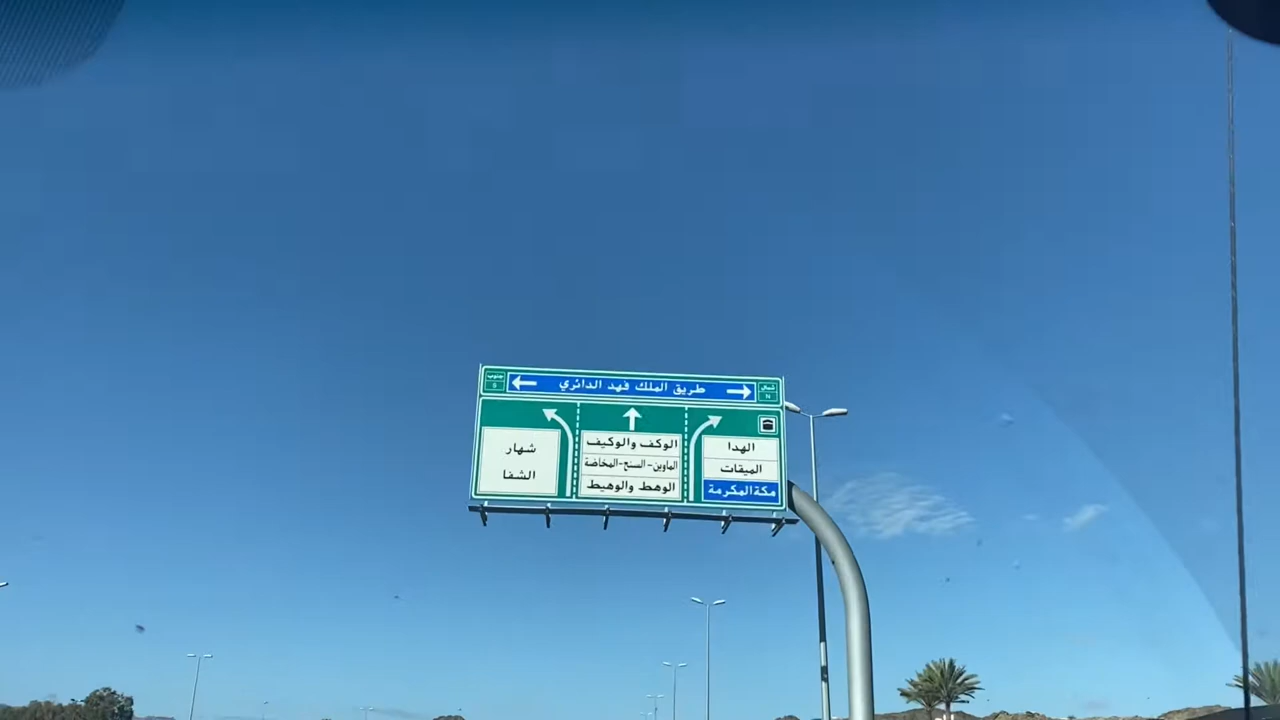 شمال
N
طريق الملك فهد الدائري
جنوب
S
الهدا
الميقات
مكة المكرمة
الوكف والوكيف
الماوين - السنح - المخاضة
الوهط والوهيط
شهار
الشفا